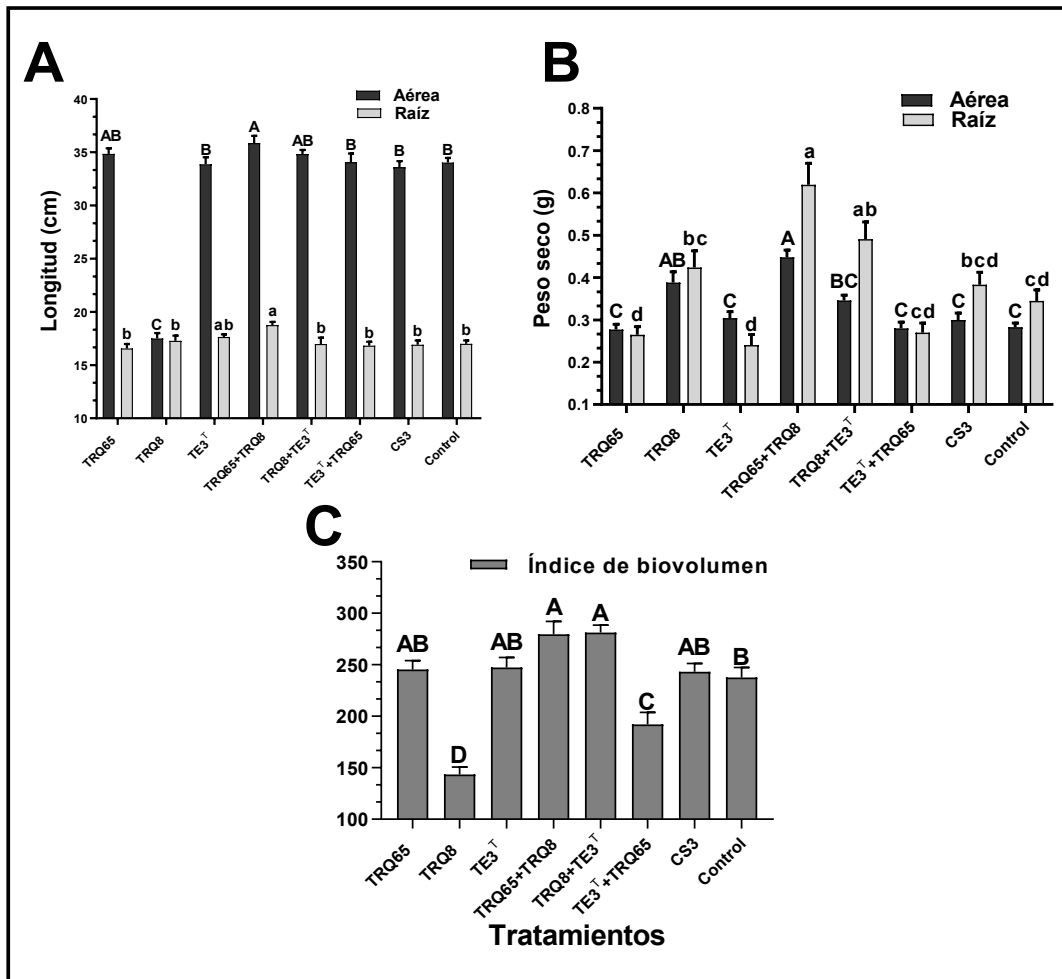 A
Aérea
Raíz
Longitud (cm)
40
35
30
25
20
15
10
AB
b
C
b
B
ab
A
a
AB
b
B
b
B
b
B
b
TRQ65
TRQ8
TE3ᵀ
TRQ65+TRQ8
TRQ8+TE3ᵀ
TE3ᵀ+TRQ65
CS3
Control
B
Aérea
Raíz
Peso seco (g)
0.8
0.7
0.6
0.5
0.4
0.3
0.2
0.1
C
d
AB
bc
C
d
A
a
BC
ab
C
cd
C
bcd
C
cd
TRQ65
TRQ8
TE3ᵀ
TRQ65+TRQ8
TRQ8+TE3ᵀ
TE3ᵀ+TRQ65
CS3
Control
C
Índice de biovolumen
350
300
250
200
150
100
AB
D
AB
A
A
C
AB
B
TRQ65
TRQ8
TE3ᵀ
TRQ65+TRQ8
TRQ8+TE3ᵀ
TE3ᵀ+TRQ65
CS3
Control
Tratamientos